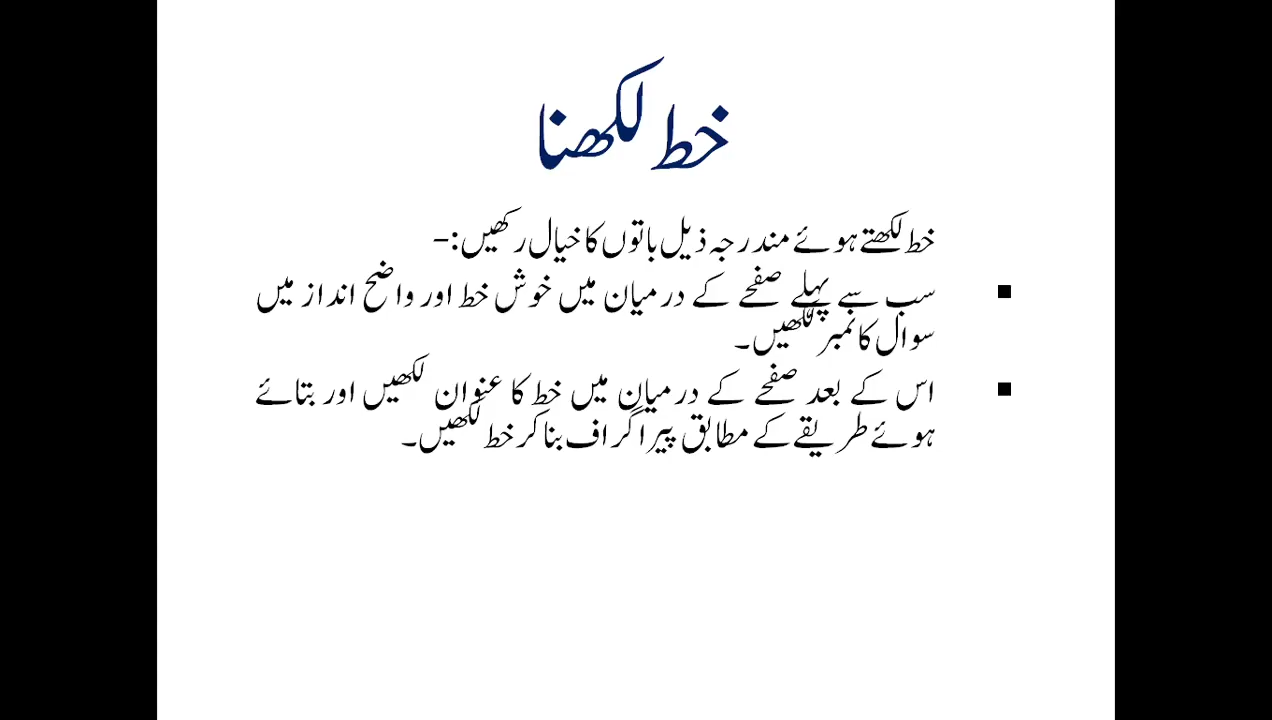 خط لکھنا
خط لکھتے ہوئے مندرجہ ذیل باتوں کا خیال رکھیں:-
▪ سب سے پہلے صفحے کے درمیان میں خوش خط اور واضح انداز میں
سوال کا نمبر لکھیں۔
▪ اس کے بعد صفحے کے درمیان میں خط کا عنوان لکھیں اور بتائے
ہوئے طریقے کے مطابق پیراگراف بنا کر خط لکھیں۔